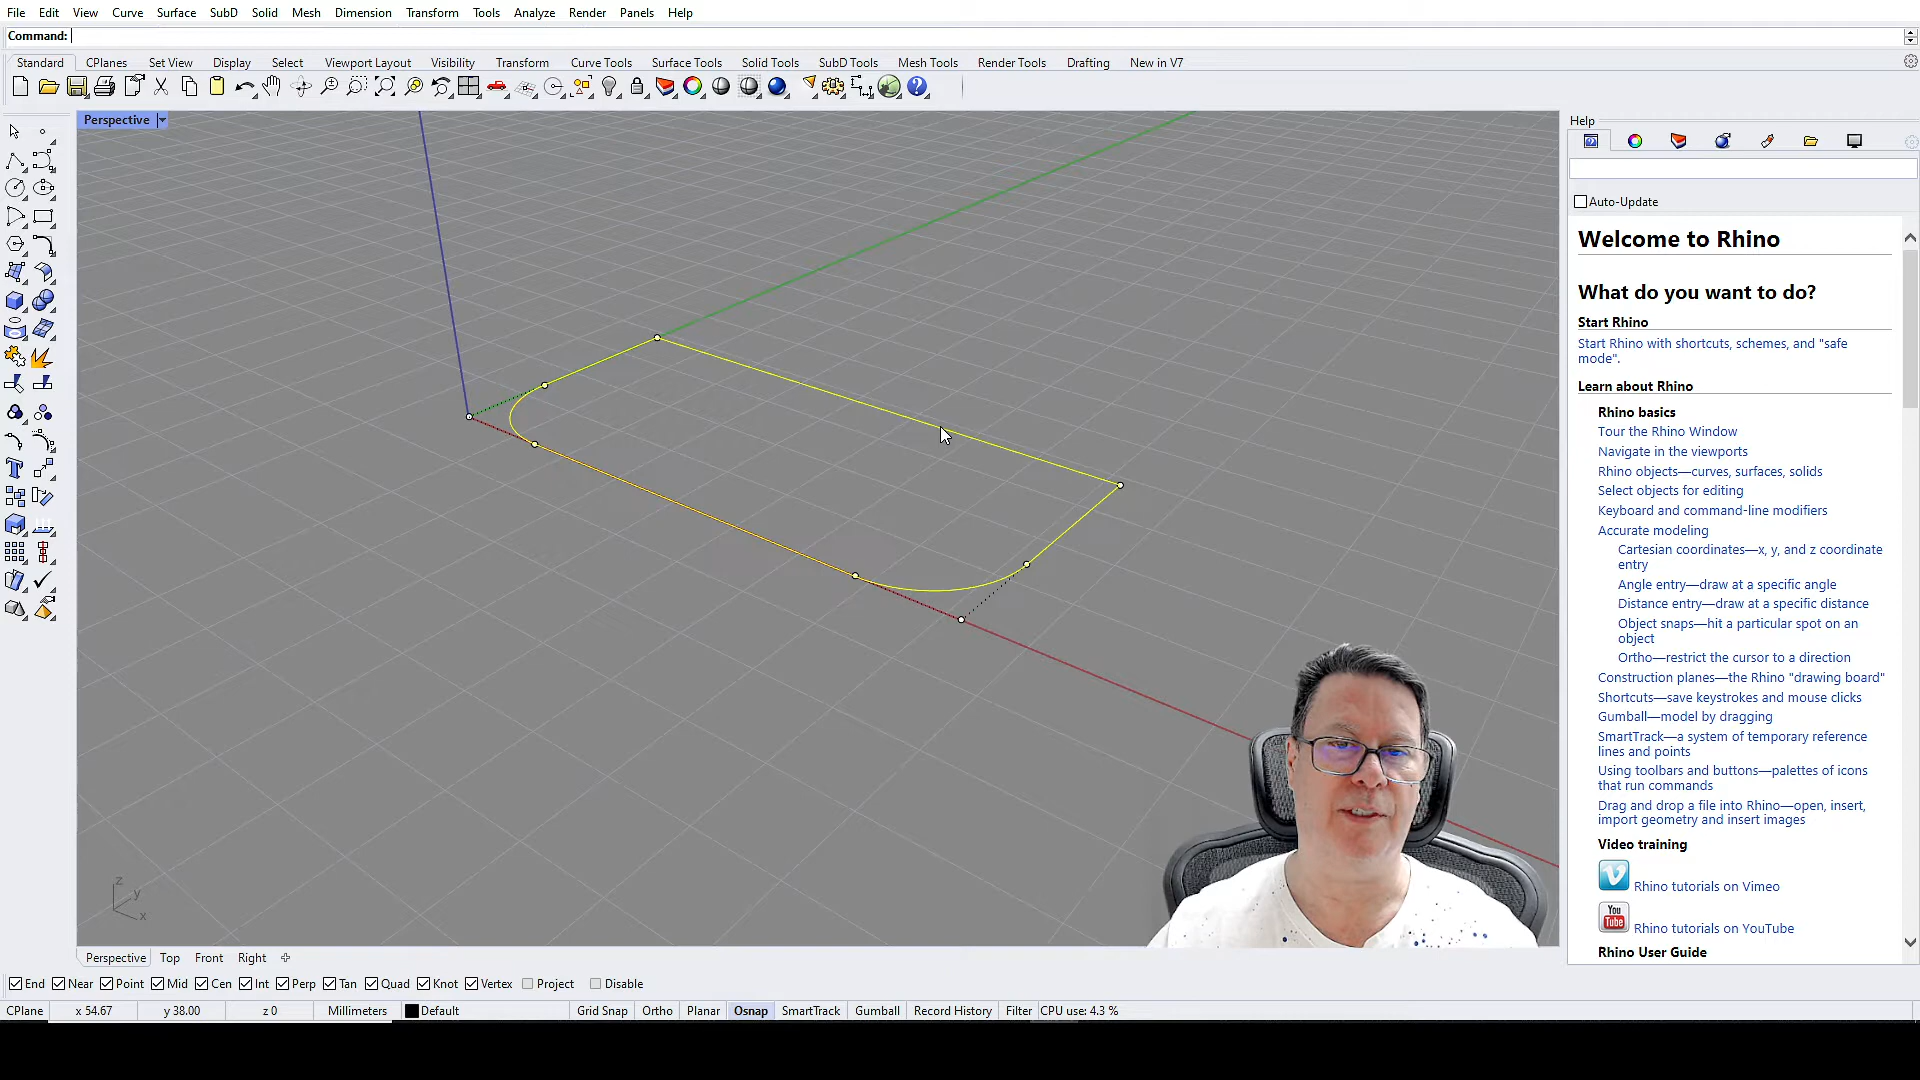 File Edit View Curve Surface SubD Solid Mesh Dimension Transform Tools Analyze Render Panels Help
Command:
Standard CPlanes Set View Display Select Viewport Layout Visibility Transform Curve Tools Surface Tools Solid Tools SubD Tools Mesh Tools Render Tools Drafting New in V7
Perspective
Help
Auto-Update
Welcome to Rhino
What do you want to do?
Start Rhino
Start Rhino with shortcuts, schemes, and "safe
mode".
Learn about Rhino
Rhino basics
Tour the Rhino Window
Navigate in the viewports
Rhino objects—curves, surfaces, solids
Select objects for editing
Keyboard and command-line modifiers
Accurate modeling
Cartesian coordinates—x, y, and z coordinate
entry
Angle entry—draw at a specific angle
Distance entry—draw at a specific distance
Object snaps—hit a particular spot on an
object
Ortho—restrict the cursor to a direction
Construction planes—the Rhino "drawing board"
Shortcuts—save keystrokes and mouse clicks
Gumball—model by dragging
SmartTrack—a system of temporary reference
lines and points
Using toolbars and buttons—palettes of icons
that run commands
Drag and drop a file into Rhino—open, insert,
import geometry and insert images
Video training
Rhino tutorials on Vimeo
You
Tube
Rhino tutorials on YouTube
Rhino User Guide
z
y
x
Perspective Top Front Right
End Near Point Mid Cen Int Perp Tan Quad Knot Vertex Project Disable
CPlane x 54.67 y 38.00 z 0 Millimeters Default Grid Snap Ortho Planar Osnap SmartTrack Gumball Record History Filter CPU use: 4.3 %